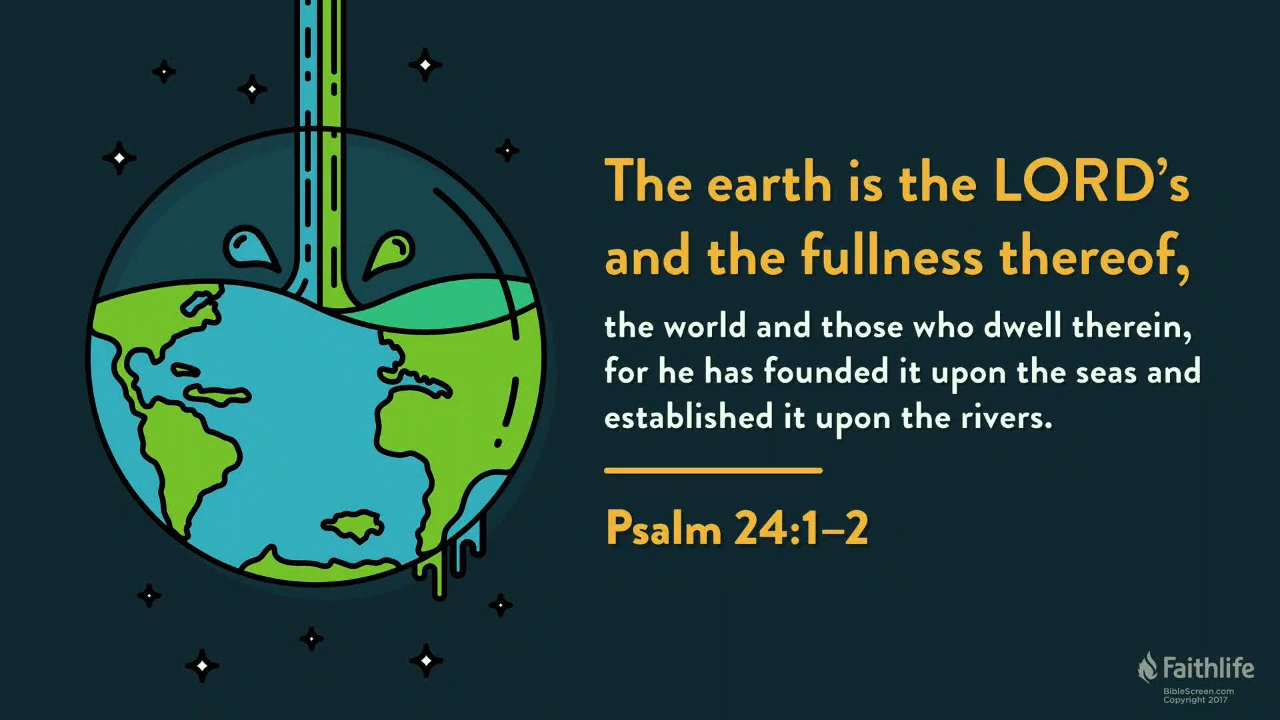 The earth is the LORD's
and the fullness thereof,
the world and those who dwell therein,
for he has founded it upon the seas and
established it upon the rivers.
Psalm 24:1–2
Faithlife
BibleScreen.com
Copyright 2017